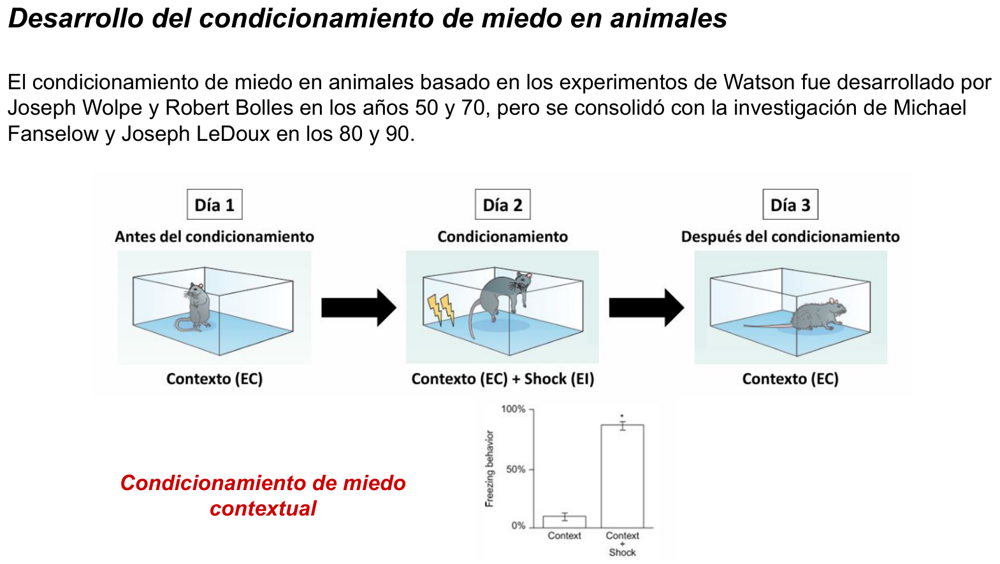 Desarrollo del condicionamiento de miedo en animales
El condicionamiento de miedo en animales basado en los experimentos de Watson fue desarrollado por
Joseph Wolpe y Robert Bolles en los años 50 y 70, pero se consolidó con la investigación de Michael
Fanselow y Joseph LeDoux en los 80 y 90.
Día 1
Antes del condicionamiento
Contexto (EC)
Día 2
Condicionamiento
Contexto (EC) + Shock (EI)
Día 3
Después del condicionamiento
Contexto (EC)
Condicionamiento de miedo
contextual
Freezing behavior
100%
50%
0%
*
Context
Context
+
Shock